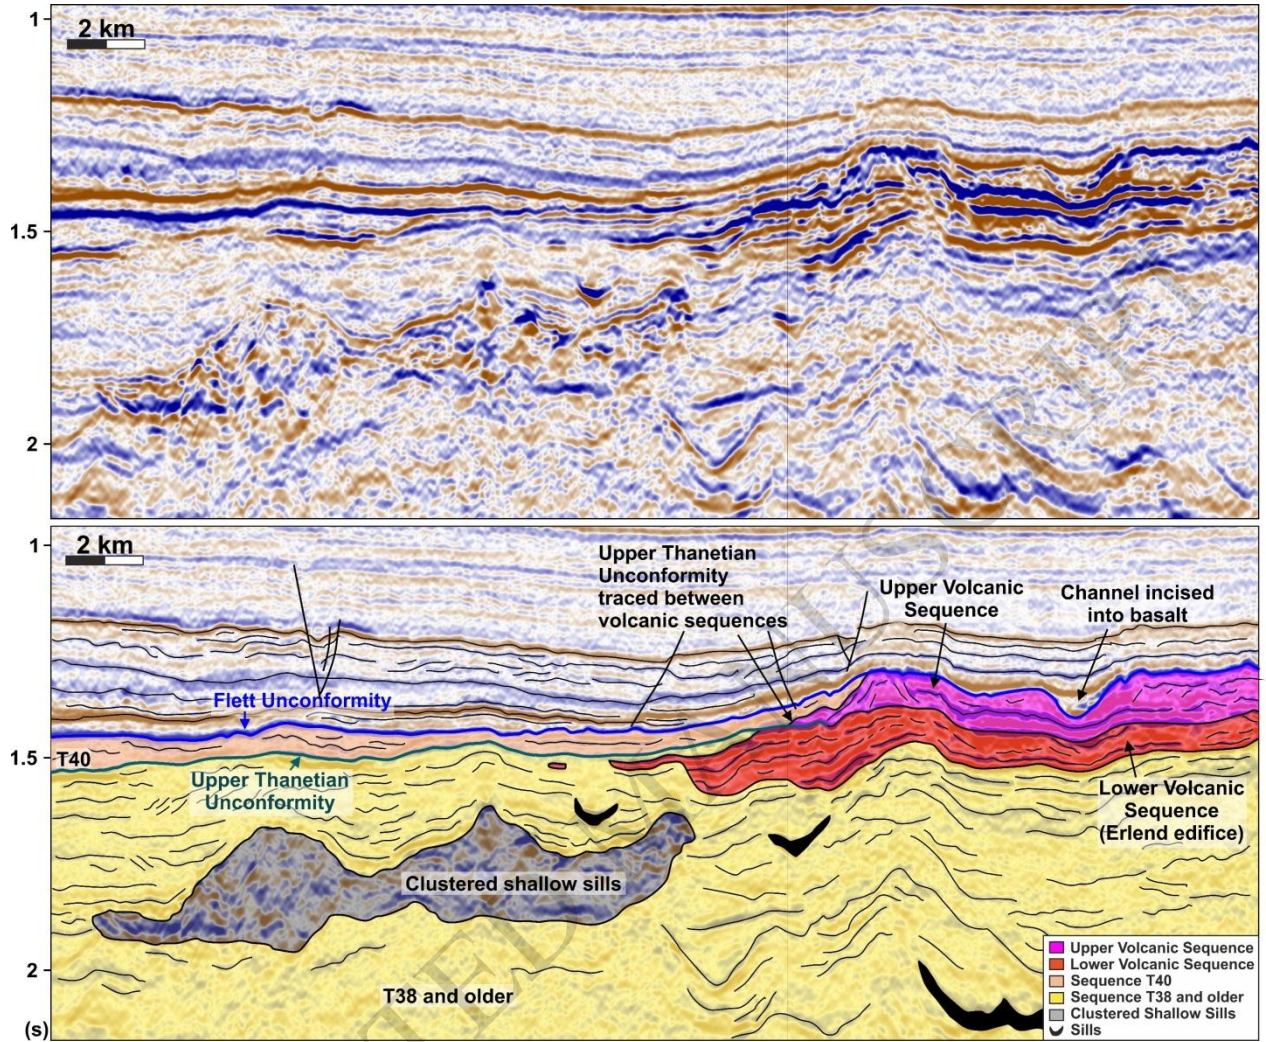 1
2 km
1.5
2
1
2 km
Upper Thanetian
Unconformity
traced between
volcanic sequences
Upper Volcanic
Sequence
Channel incised
into basalt
Flett Unconformity
1.5
T40
Upper Thanetian
Unconformity
Lower Volcanic
Sequence
(Erlend edifice)
Clustered shallow sills
2
T38 and older
(s)
Upper Volcanic Sequence
Lower Volcanic Sequence
Sequence T40
Sequence T38 and older
Clustered Shallow Sills
Sills